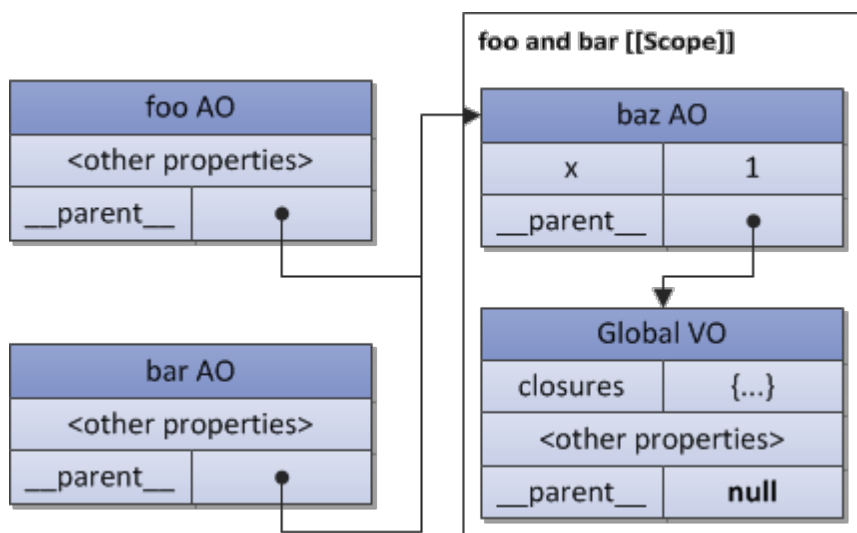 foo and bar [[Scope]]
foo AO
<other properties>
__parent__
bar AO
<other properties>
__parent__
baz AO
x 1
__parent__
Global VO
closures {...}
<other properties>
__parent__ null